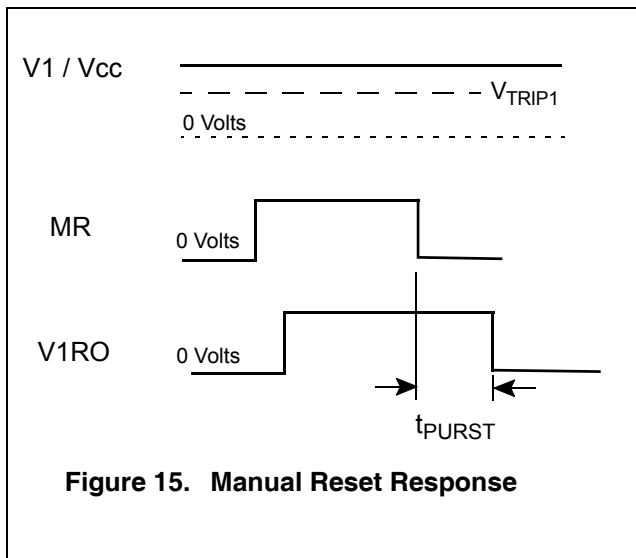 V1 / Vcc
VTRIP1
0 Volts
MR
0 Volts
V1RO
0 Volts
tPURST
Figure 15. Manual Reset Response